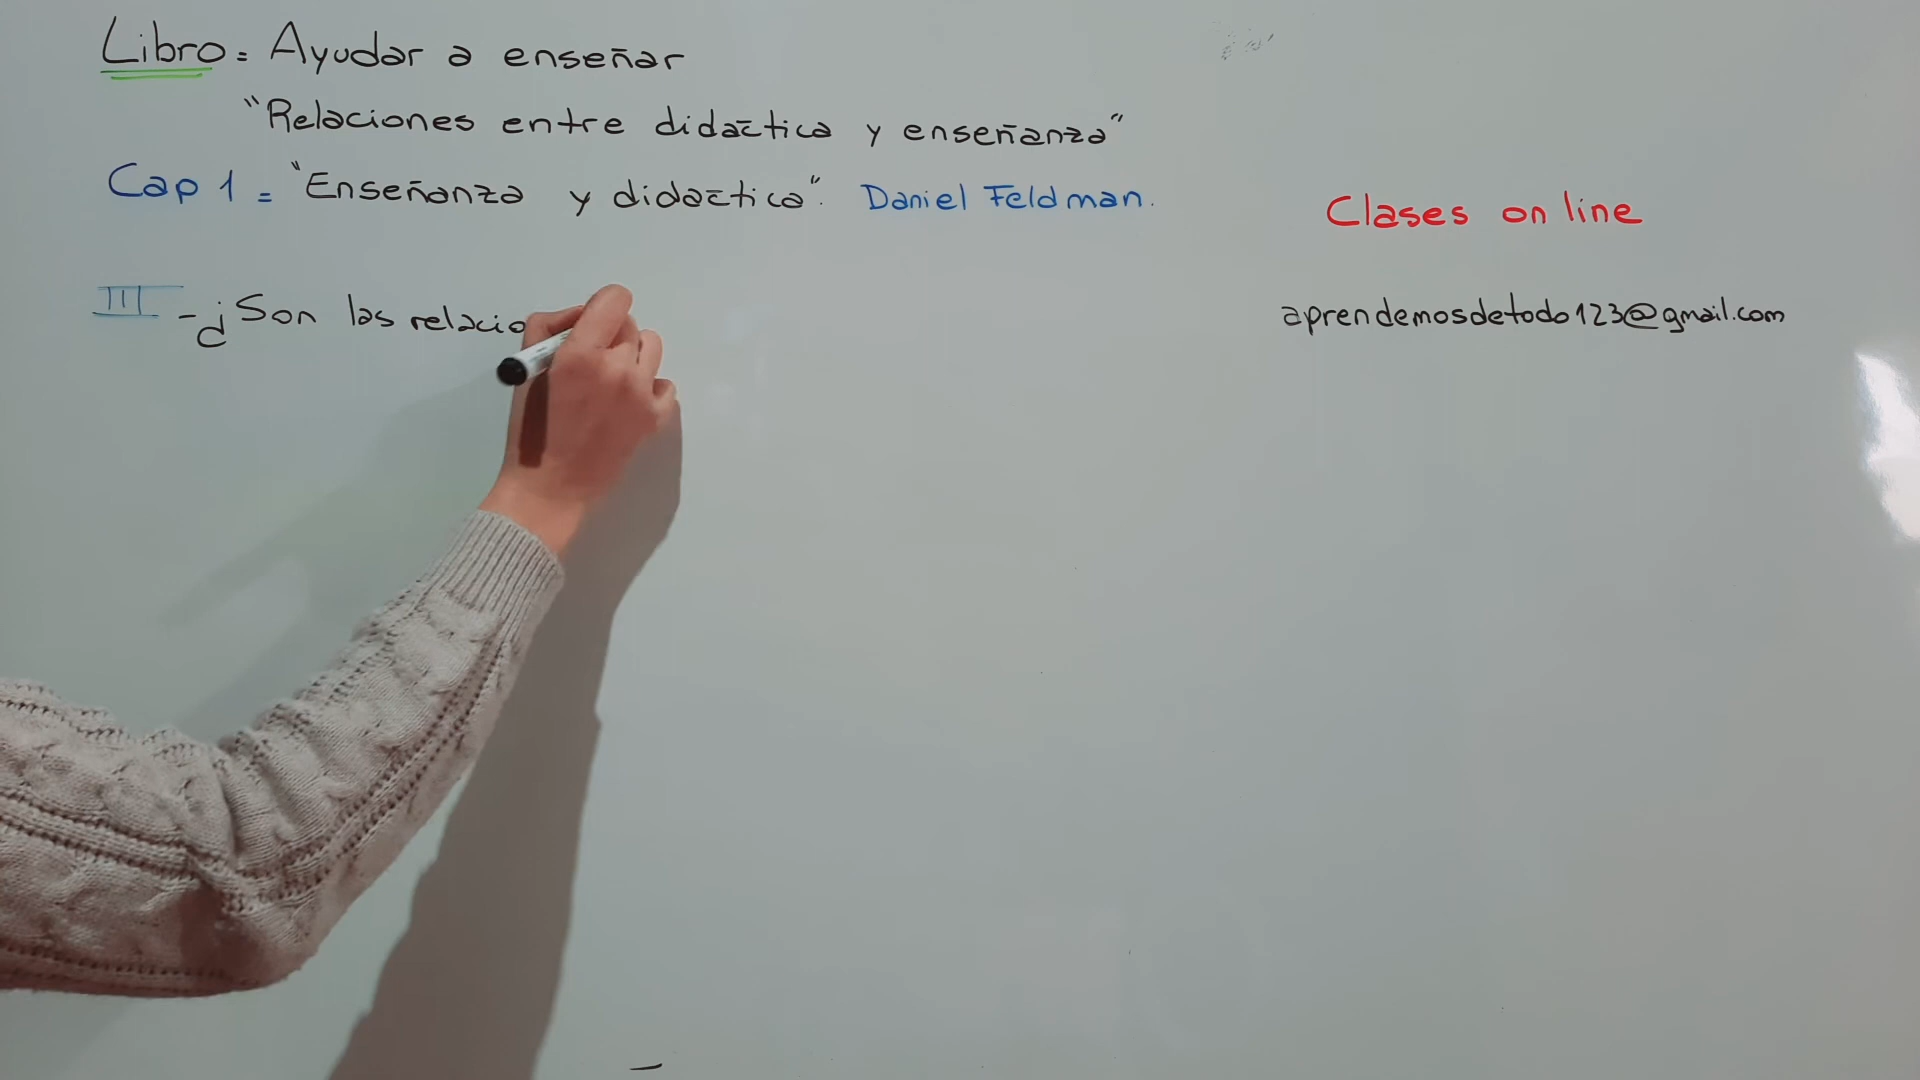 Libro = Ayudar a enseñar
"Relaciones entre didáctica y enseñanza"
Cap 1 = "Enseñanza y didáctica". Daniel Feldman.
Clases on line
III - ¿Son las relacio
aprendemosdetodo123@gmail.com